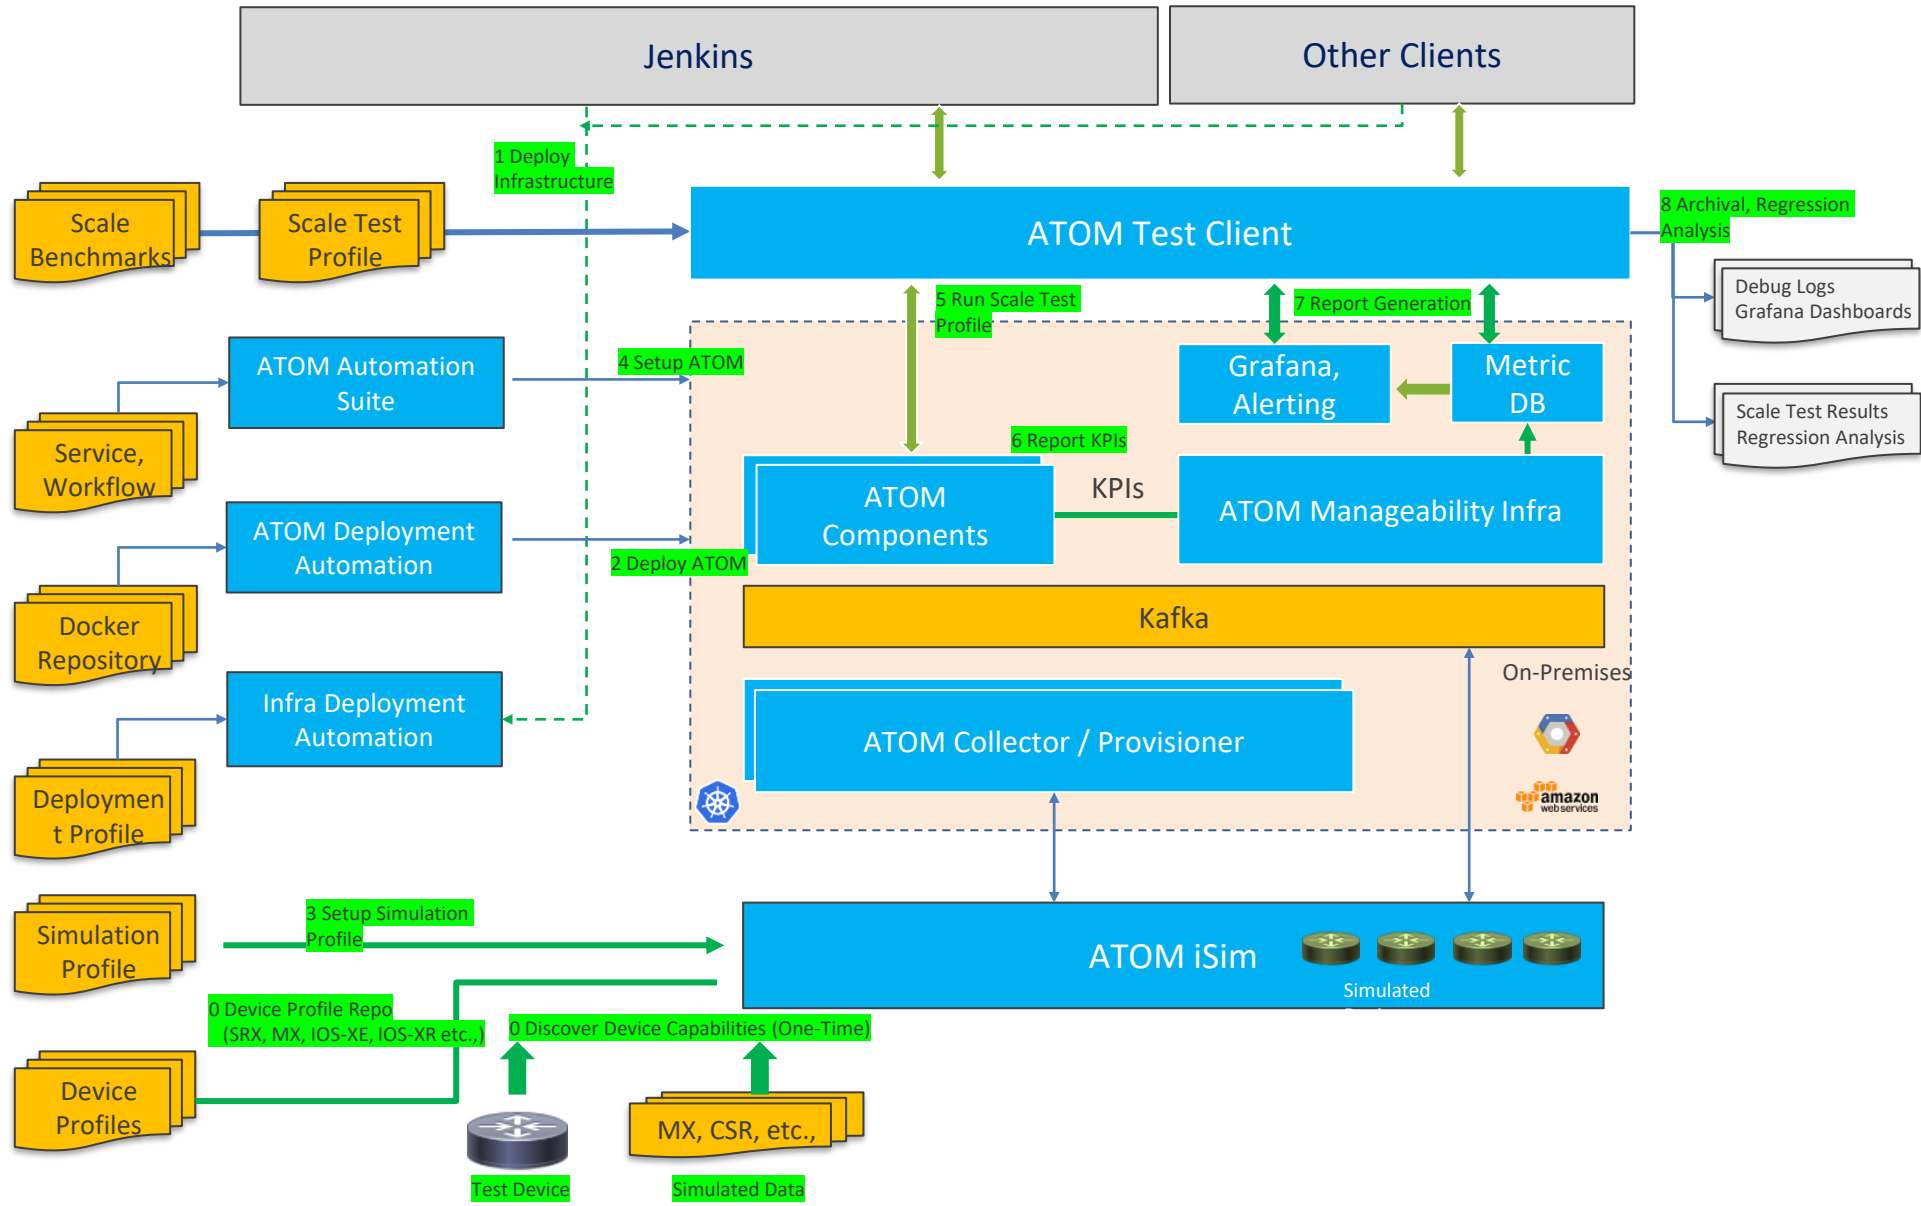 Jenkins
Other Clients
1 Deploy
Infrastructure
Scale
Benchmarks
Scale Test
Profile
ATOM Test Client
8 Archival, Regression
Analysis
Debug Logs
Grafana Dashboards
5 Run Scale Test
Profile
7 Report Generation
ATOM Automation
Suite
4 Setup ATOM
Grafana,
Alerting
Metric
DB
Scale Test Results
Regression Analysis
Service,
Workflow
6 Report KPIs
ATOM
Components
KPIs
ATOM Manageability Infra
ATOM Deployment
Automation
2 Deploy ATOM
Docker
Repository
Kafka
On-Premises
Infra Deployment
Automation
ATOM Collector / Provisioner
Deploymen
t Profile
amazon
webservices
Simulation
Profile
3 Setup Simulation
Profile
ATOM iSim
Simulated
0 Device Profile Repo
(SRX, MX, IOS-XE, IOS-XR etc.,)
0 Discover Device Capabilities (One-Time)
Device
Profiles
MX, CSR, etc.,
Test Device
Simulated Data